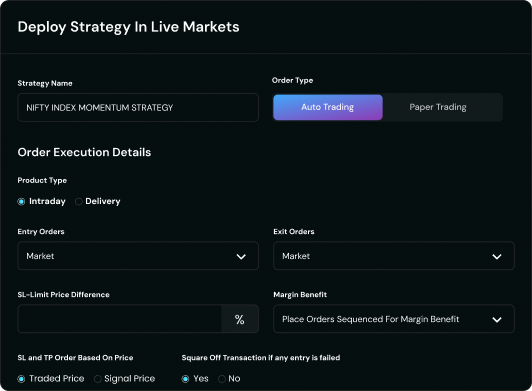 Deploy Strategy In Live Markets
Strategy Name
Order Type
NIFTY INDEX MOMENTUM STRATEGY
Auto Trading
Paper Trading
Order Execution Details
Product Type
Intraday
Delivery
Entry Orders
Exit Orders
Market
Market
SL-Limit Price Difference
Margin Benefit
%
Place Orders Sequenced For Margin Benefit
SL and TP Order Based On Price
Square Off Transaction if any entry is failed
Traded Price
Signal Price
Yes
No